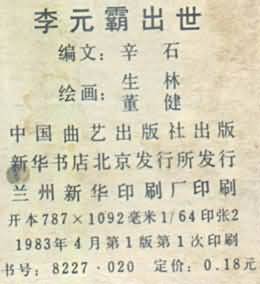 李元霸出世
编文：辛石
绘画：生林
董健
中国曲艺出版社出版
新华书店北京发行所发行
兰州新华印刷厂印刷
开本787×1092毫米1/64印张2
1983年4月第1版第1次印刷
书号：8227·020 定价：0.18元